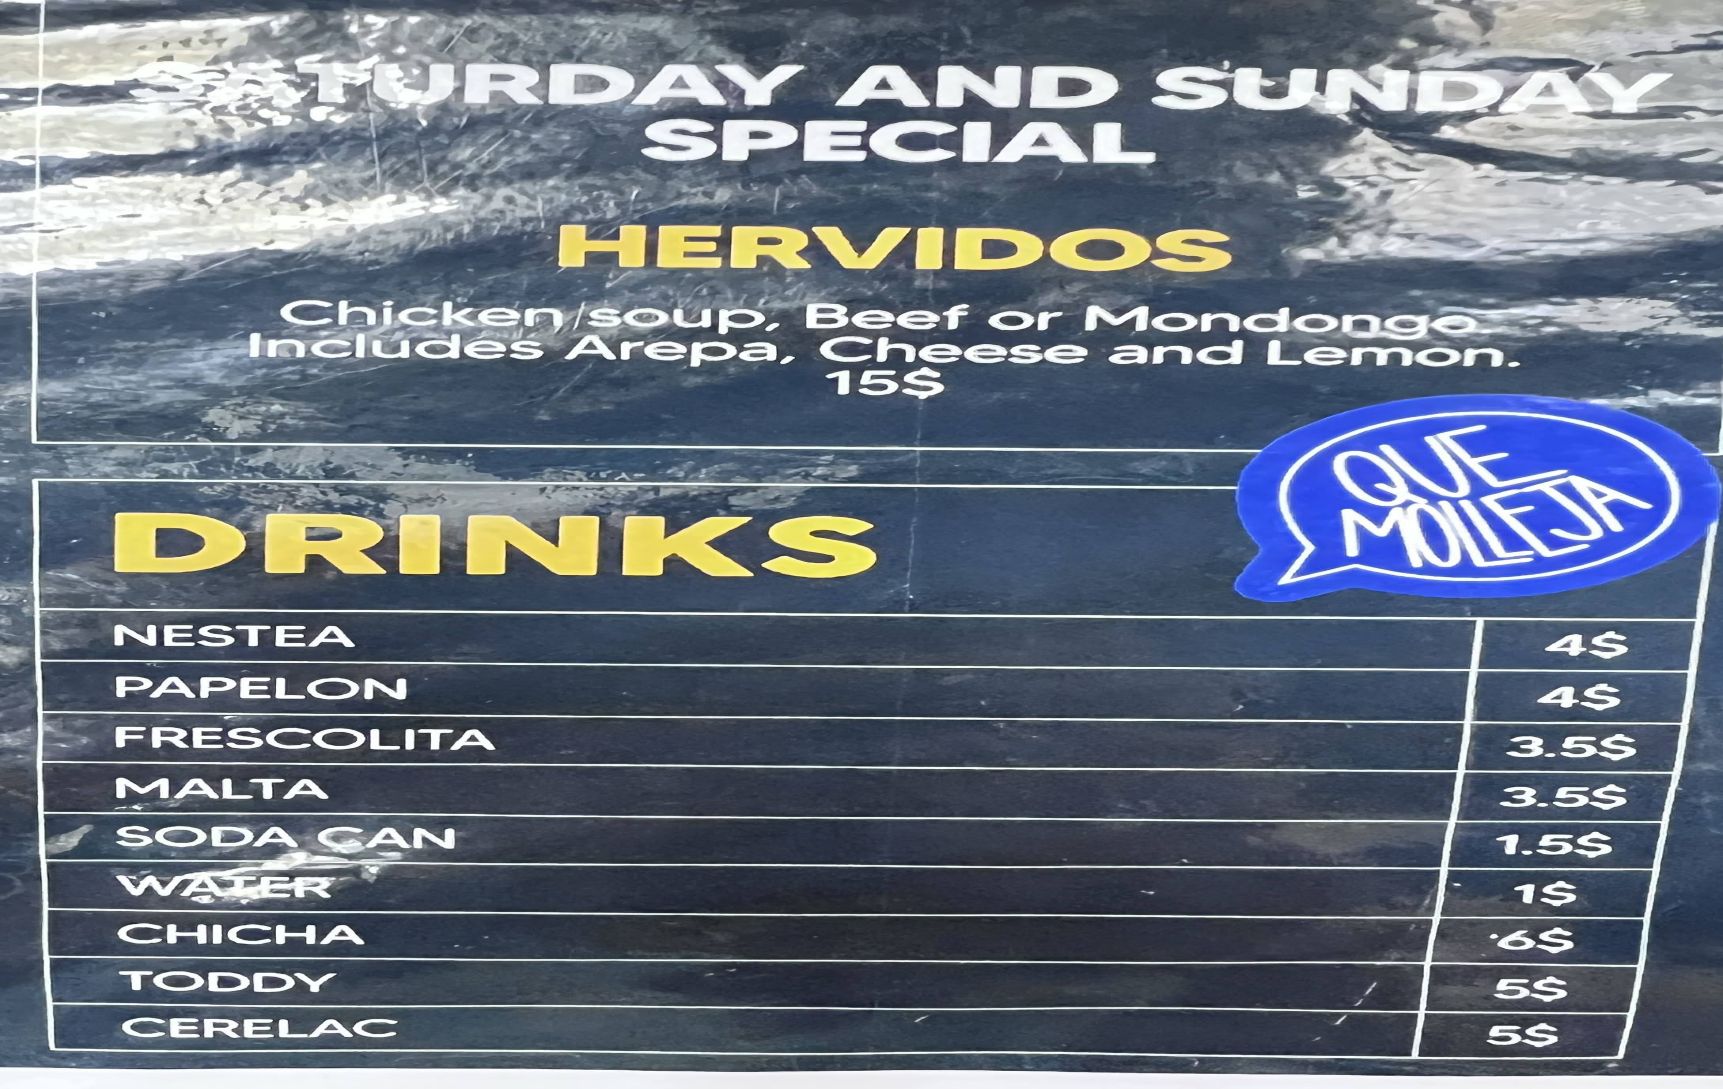 SATURDAY AND SUNDAY
SPECIAL
HERVIDOS
Chicken soup, Beef or Mondongo.
Includes Arepa, Cheese and Lemon.
15$
QUE
MOLLEJA
DRINKS
NESTEA 4$
PAPELON 4$
FRESCOLITA 3.5$
MALTA 3.5$
SODA CAN 1.5$
WATER 1$
CHICHA 6$
TODDY 5$
CERELAC 5$